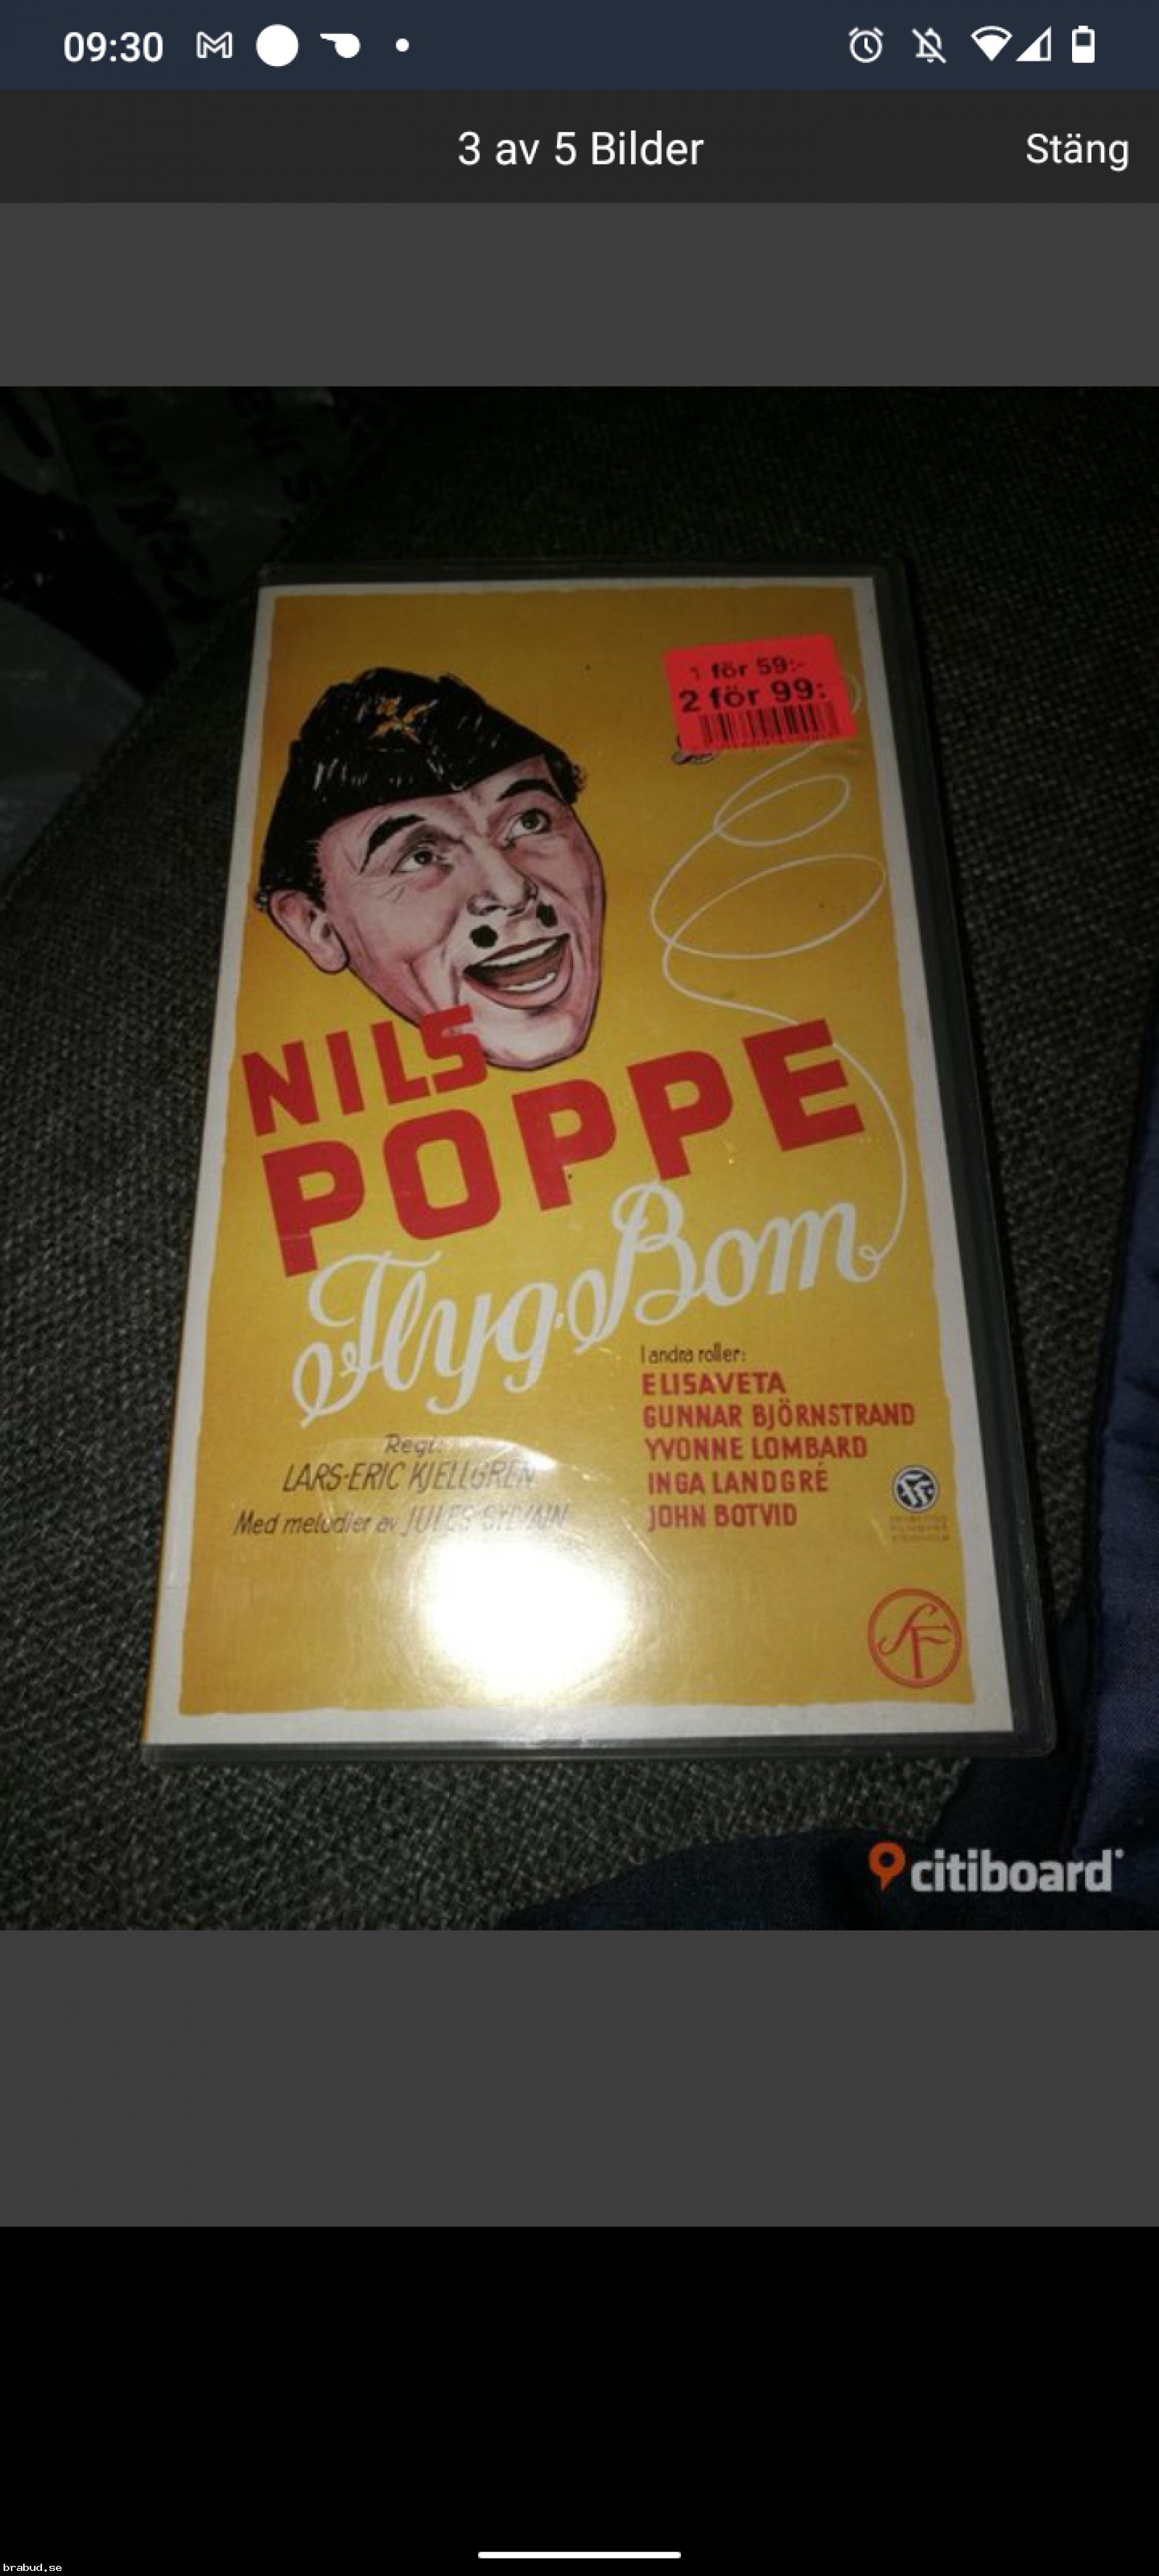 09:30
3 av 5 Bilder
Stäng
1 för 59:-
2 för 99:
NILS
POPPE
Flyg-Bom
I andra roller:
ELISAVETA
GUNNAR BJÖRNSTRAND
YVONNE LOMBARD
INGA LANDGRÉ
JOHN BOTVID
Regi:
LARS-ERIC KJELLGREN
Med melodier av JULES SYLVAIN
SF
citiboard
brabud.se